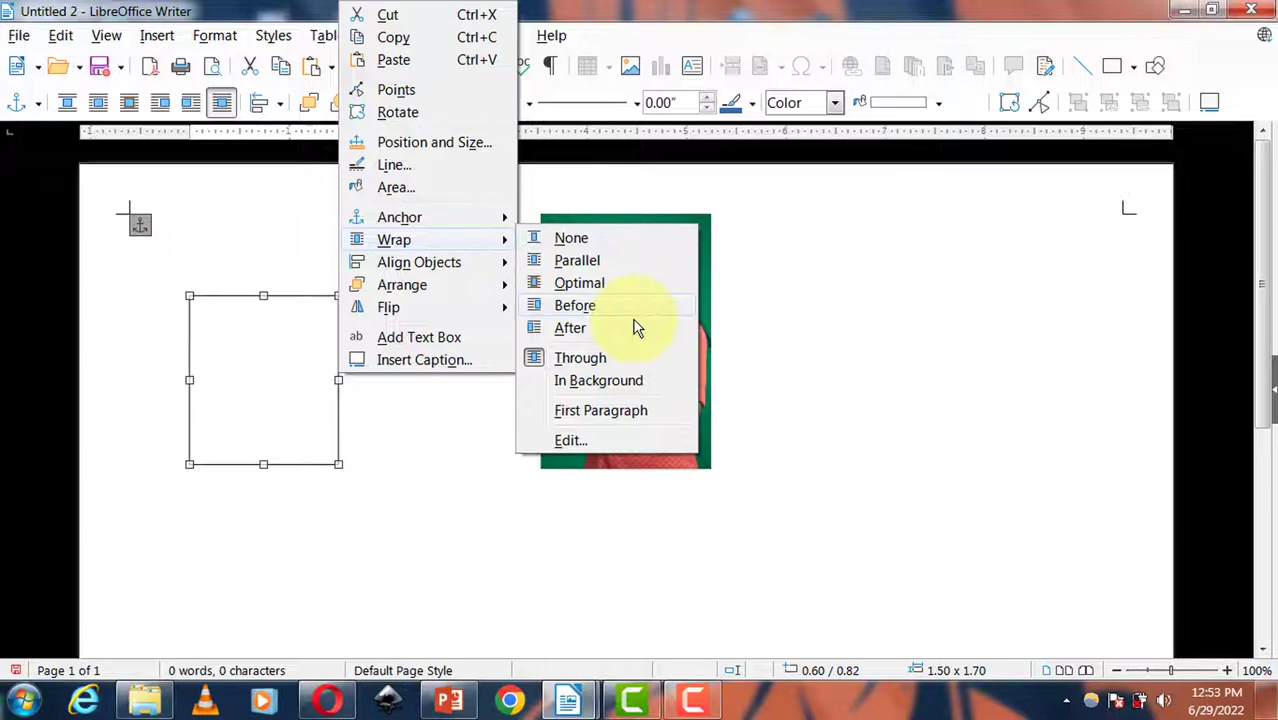 Untitled 2 - LibreOffice Writer
File Edit View Insert Format Styles Help
0.00" Color
Cut Ctrl+X
Copy Ctrl+C
Paste Ctrl+V
Points
Rotate
Position and Size...
Line...
Area...
Anchor
Wrap
Align Objects
Arrange
Flip
ab Add Text Box
Insert Caption...
None
Parallel
Optimal
Before
After
Through
In Background
First Paragraph
Edit...
Page 1 of 1 0 words, 0 characters Default Page Style 0.60 / 0.82 1.50 x 1.70 100%
12:53 PM
6/29/2022